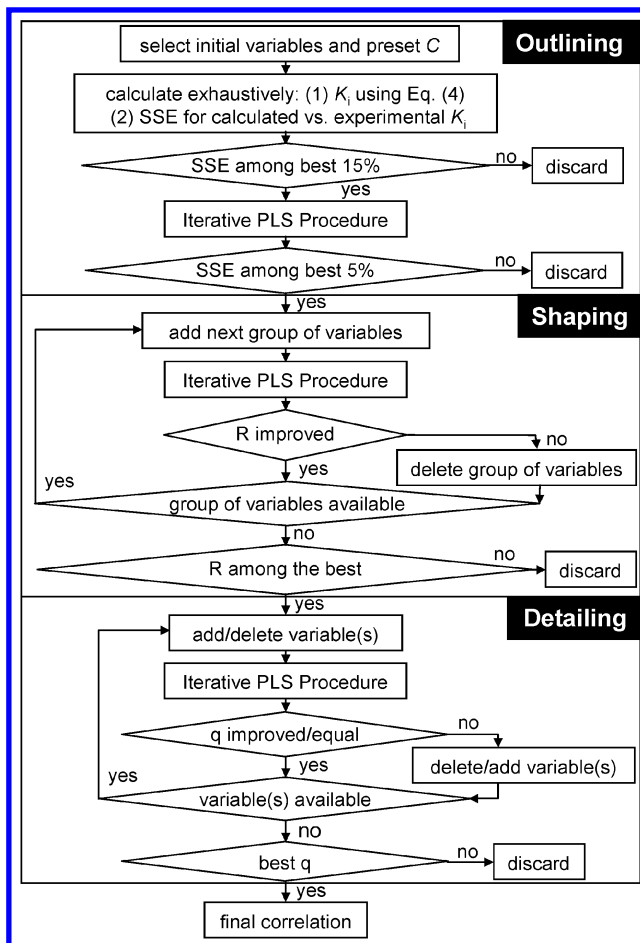 select initial variables and preset C
Outlining
calculate exhaustively: (1) Ki using Eq. (4)
(2) SSE for calculated vs. experimental Ki
SSE among best 15%
no
discard
yes
Iterative PLS Procedure
SSE among best 5%
no
discard
yes
Shaping
add next group of variables
Iterative PLS Procedure
R improved
no
yes
delete group of variables
yes
group of variables available
no
R among the best
no
discard
yes
Detailing
add/delete variable(s)
Iterative PLS Procedure
q improved/equal
no
yes
delete/add variable(s)
yes
variable(s) available
no
best q
no
discard
yes
final correlation